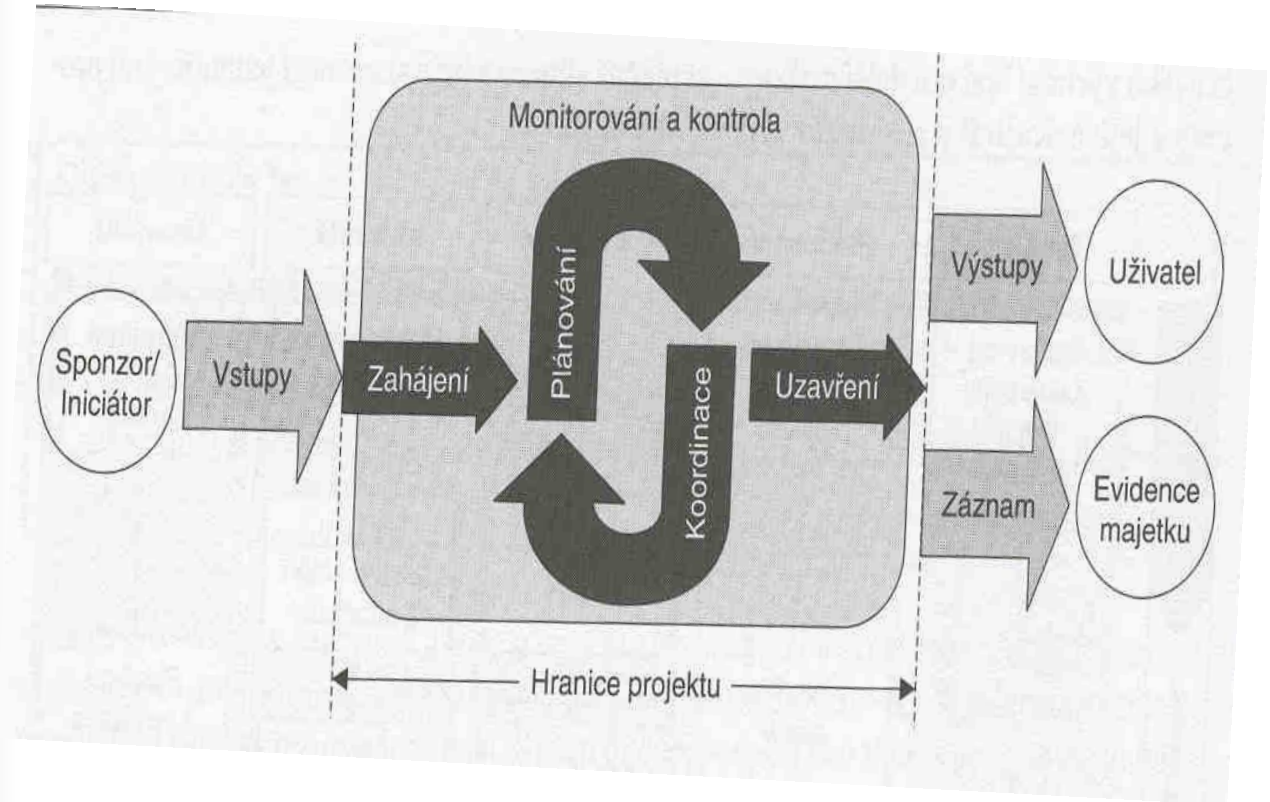 Monitorování a kontrola
Sponzor/
Iniciátor
Vstupy
Zahájení
Plánování
Koordinace
Uzavření
Výstupy
Uživatel
Záznam
Evidence
majetku
Hranice projektu